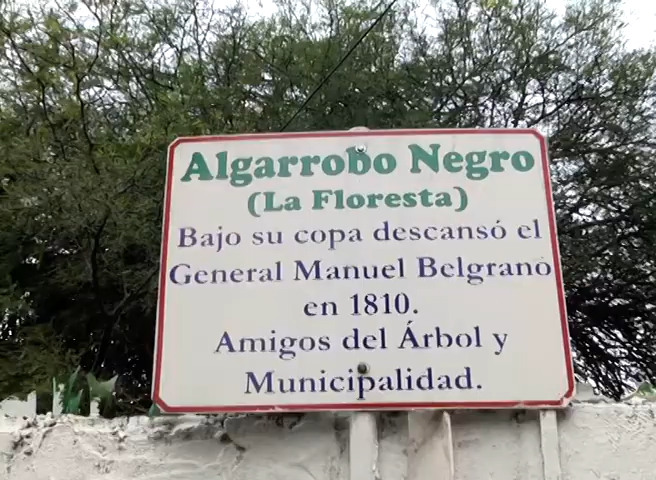 Algarrobo Negro
(La Floresta)
Bajo su copa descansó el
General Manuel Belgrano
en 1810.
Amigos del Árbol y
Municipalidad.